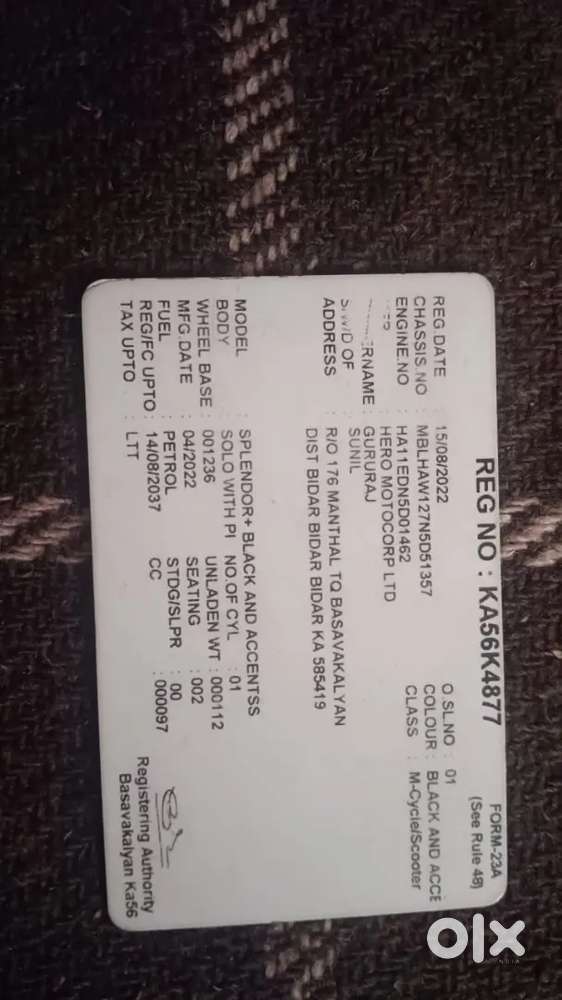 FORM-23A
(See Rule 48)
REG NO : KA56K4877
REG.DATE : 15/08/2022 O.SL.NO : 01
CHASSIS.NO : MBLHAW127N5D51357 COLOUR : BLACK AND ACCE
ENGINE.NO : HA11EDN5D01462 CLASS : M-Cycle/Scooter
HERO MOTOCORP LTD
: GURURAJ
OF SUNIL
ADDRESS : R/O 176 MANTHAL TQ BASAVAKALYAN
DIST BIDAR BIDAR BIDAR KA 585419
MODEL : SPLENDOR+ BLACK AND ACCENTSS
BODY : SOLO WITH PI NO.OF CYL : 01
WHEEL BASE : 001236 UNLADEN WT : 000112
MFG.DATE : 04/2022 SEATING : 002
FUEL : PETROL STDG/SLPR : 00
REG/FC UPTO : 14/08/2037 CC : 000097
TAX UPTO : LTT
Registering Authority
Basavakalyan Ka56
olx
INDIA